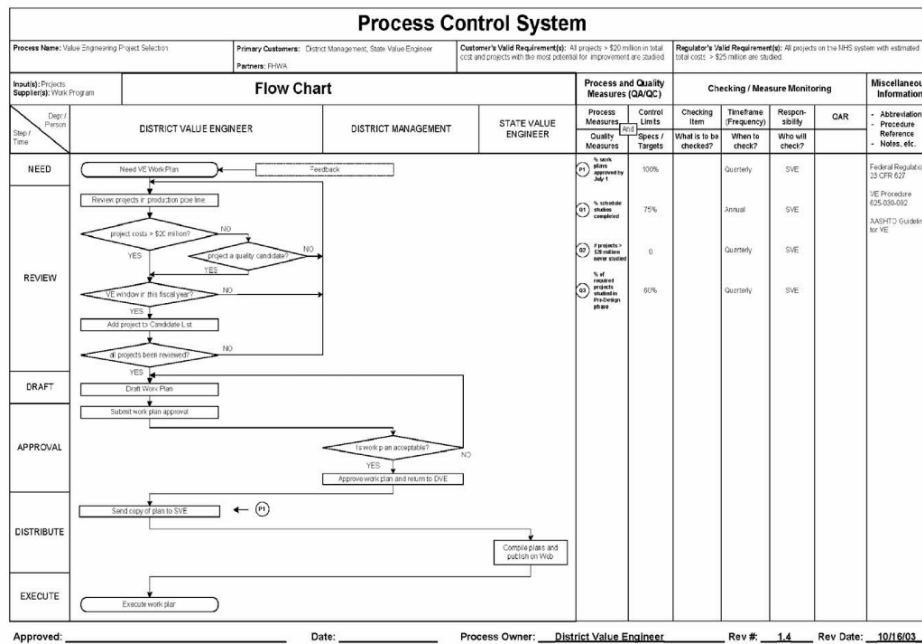 Process Control System
Process Name: Value Engineering Project Selection
Primary Customers: District Management, State Value Engineer
Partners: FHWA
Customer's Valid Requirement(s): All projects > $20 million in total
cost and projects with the most potential for improvement are studied.
Regulator's Valid Requirement(s): All projects on the NHS system with estimated
total costs > $25 million are studied.
Input(s): Projects
Supplier(s): Work Program
Flow Chart
Process and Quality
Measures (QA/QC)
Checking / Measure Monitoring
Miscellaneou
Information
Dept /
Person
Step /
Time
DISTRICT VALUE ENGINEER
DISTRICT MANAGEMENT
STATE VALUE
ENGINEER
Process
Measures
And
Quality
Measures
Control
Limits
Specs /
Targets
Checking
Item
What is to be
checked?
Timeframe
(Frequency)
When to
check?
Respon-
sibility
Who will
check?
QAR
- Abbreviation
- Procedure
Reference
- Notes, etc.
NEED
Need VE Work Plan
Feedback
P1
% work
plans
approved by
July 1
100%
Quarterly
SVE
Federal Regulatio
23 CFR 627
VE Procedure
625-030-002
AASHTO Guidelin
for VE
REVIEW
Review projects in production pipe line
project costs > $20 million?
NO
YES
project a quality candidate?
NO
YES
VE window in this fiscal year?
NO
YES
Add project to Candidate List
all projects been reviewed?
NO
YES
Q1
% schedule
studies
completed
75%
Annual
SVE
Q2
# projects >
$20 million
never studied
0
Quarterly
SVE
Q3
% of
required
projects
studied in
Pre-Design
phase
60%
Quarterly
SVE
DRAFT
Draft Work Plan
APPROVAL
Submit work plan approval
Is work plan acceptable?
NO
YES
Approve work plan and return to DVE
DISTRIBUTE
Send copy of plan to SVE
P1
Compile plans and
publish on Web
EXECUTE
Execute work plan
Approved:
Date:
Process Owner: District Value Engineer
Rev #: 1.4
Rev Date: 10/16/03